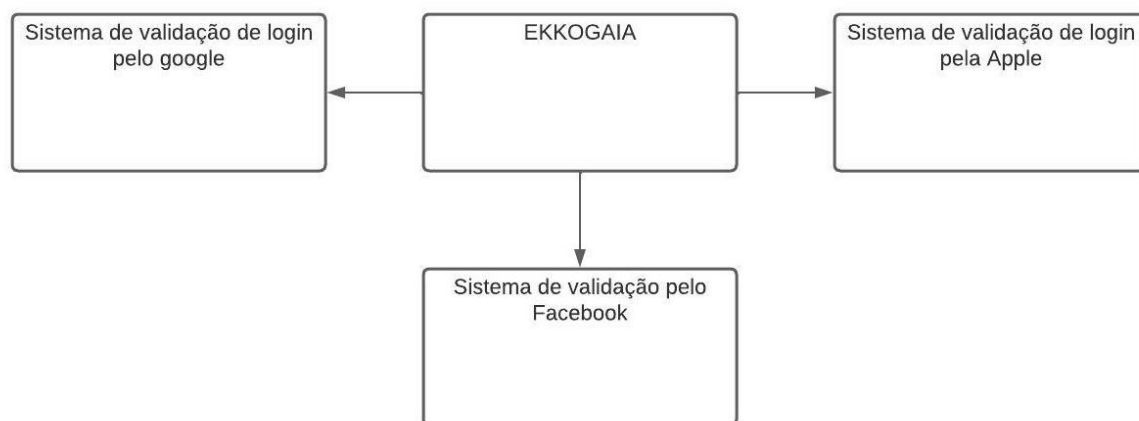 Sistema de validação de login
pelo google
EKKOGAIA
Sistema de validação de login
pela Apple
Sistema de validação pelo
Facebook